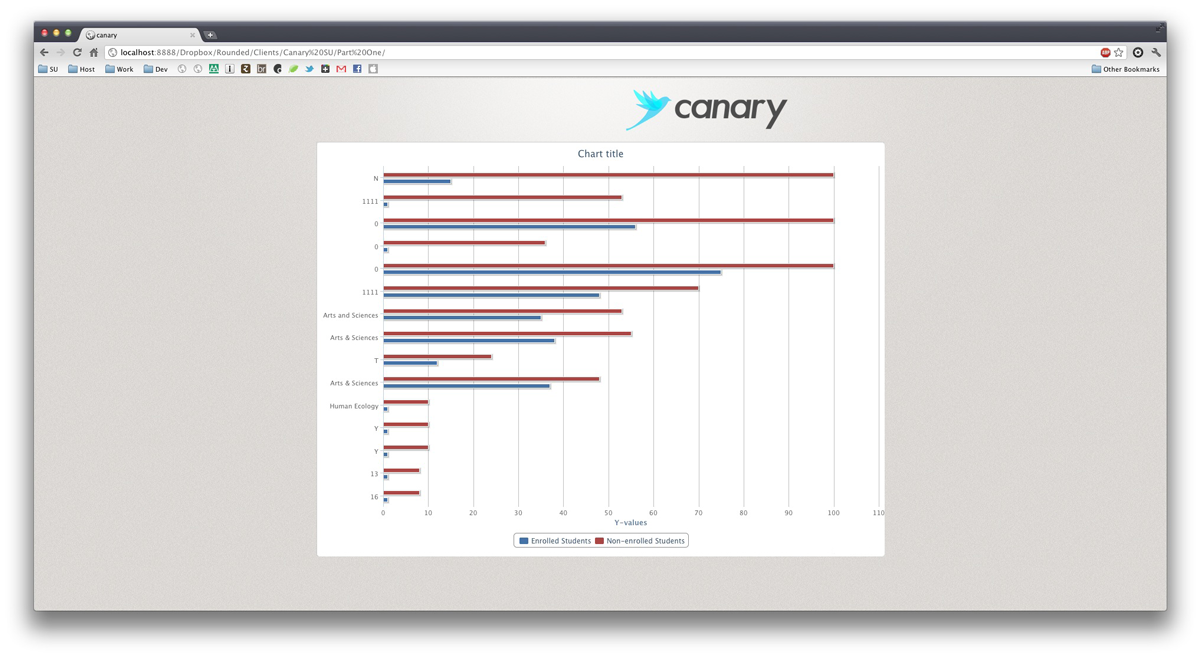 canary
localhost:8888/Dropbox/Rounded/Clients/Canary%20SU/Part%20One/
ABP
SU Host Work Dev Other Bookmarks
canary
Chart title
N
1111
0
0
0
1111
Arts and Sciences
Arts & Sciences
T
Arts & Sciences
Human Ecology
Y
Y
13
16
0 10 20 30 40 50 60 70 80 90 100 110
Y-values
Enrolled Students Non-enrolled Students